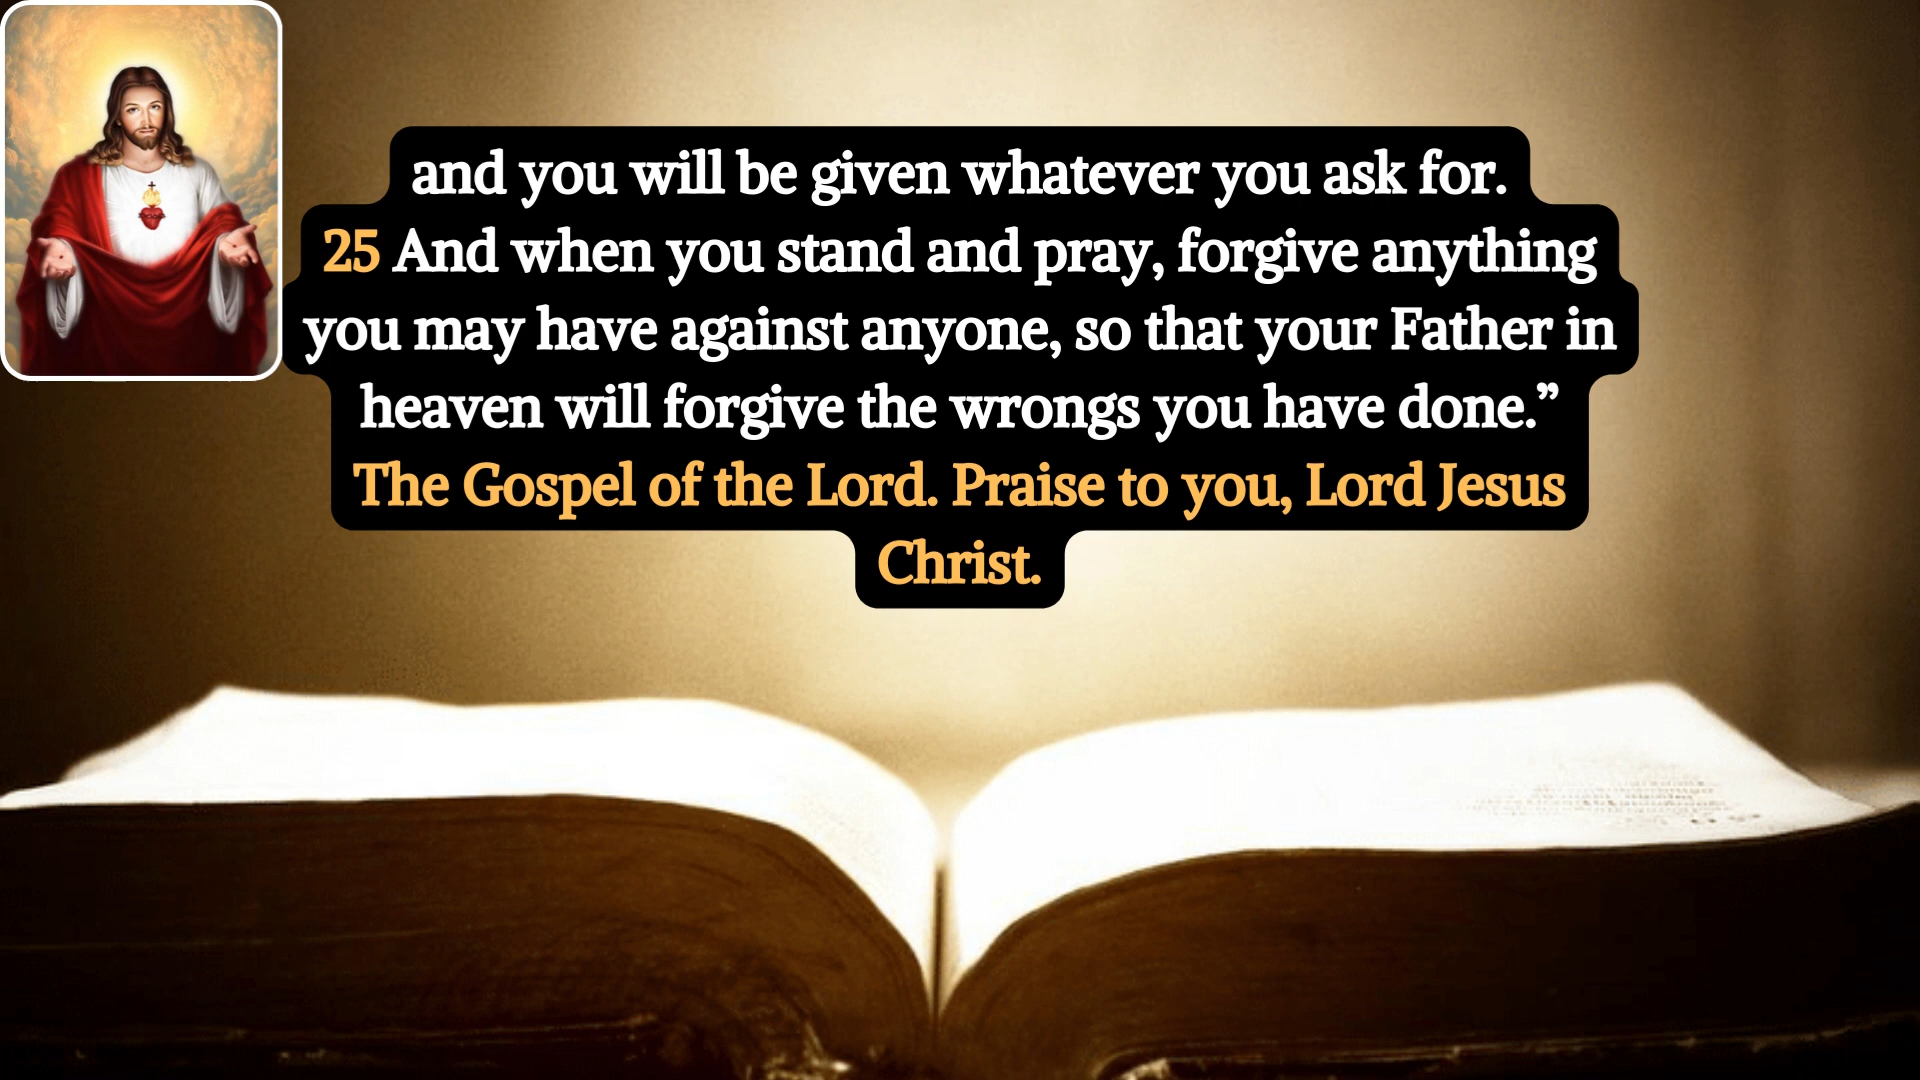 and you will be given whatever you ask for.
25 And when you stand and pray, forgive anything
you may have against anyone, so that your Father in
heaven will forgive the wrongs you have done.”
The Gospel of the Lord. Praise to you, Lord Jesus
Christ.